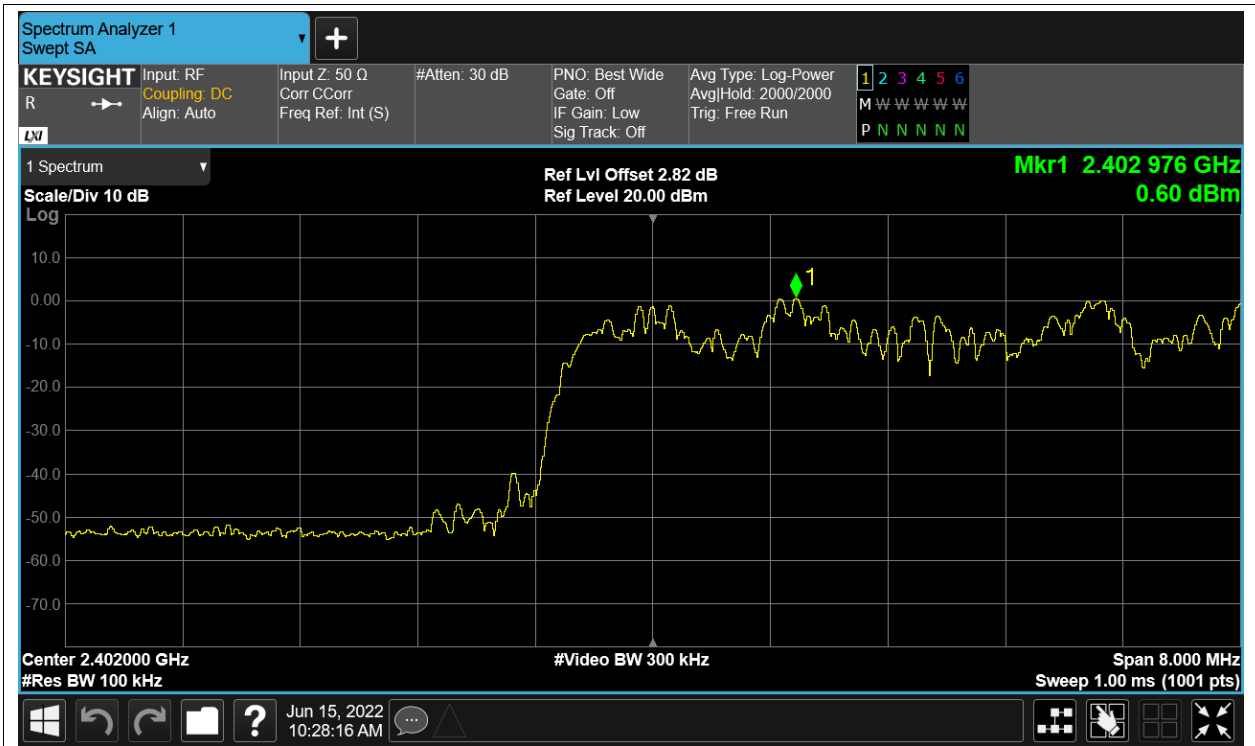 Spectrum Analyzer 1
Swept SA
KEYSIGHT
R
LXI
Input: RF
Coupling: DC
Align: Auto
Input Z: 50 Ω
Corr CCorr
Freq Ref: Int (S)
#Atten: 30 dB
PNO: Best Wide
Gate: Off
IF Gain: Low
Sig Track: Off
Avg Type: Log-Power
Avg|Hold: 2000/2000
Trig: Free Run
1 2 3 4 5 6
M W W W W W
P N N N N N
1 Spectrum
Scale/Div 10 dB
Log
Ref Lvl Offset 2.82 dB
Ref Level 20.00 dBm
Mkr1 2.402 976 GHz
0.60 dBm
1
10.0
0.00
-10.0
-20.0
-30.0
-40.0
-50.0
-60.0
-70.0
Center 2.402000 GHz
#Res BW 100 kHz
#Video BW 300 kHz
Span 8.000 MHz
Sweep 1.00 ms (1001 pts)
?
Jun 15, 2022
10:28:16 AM